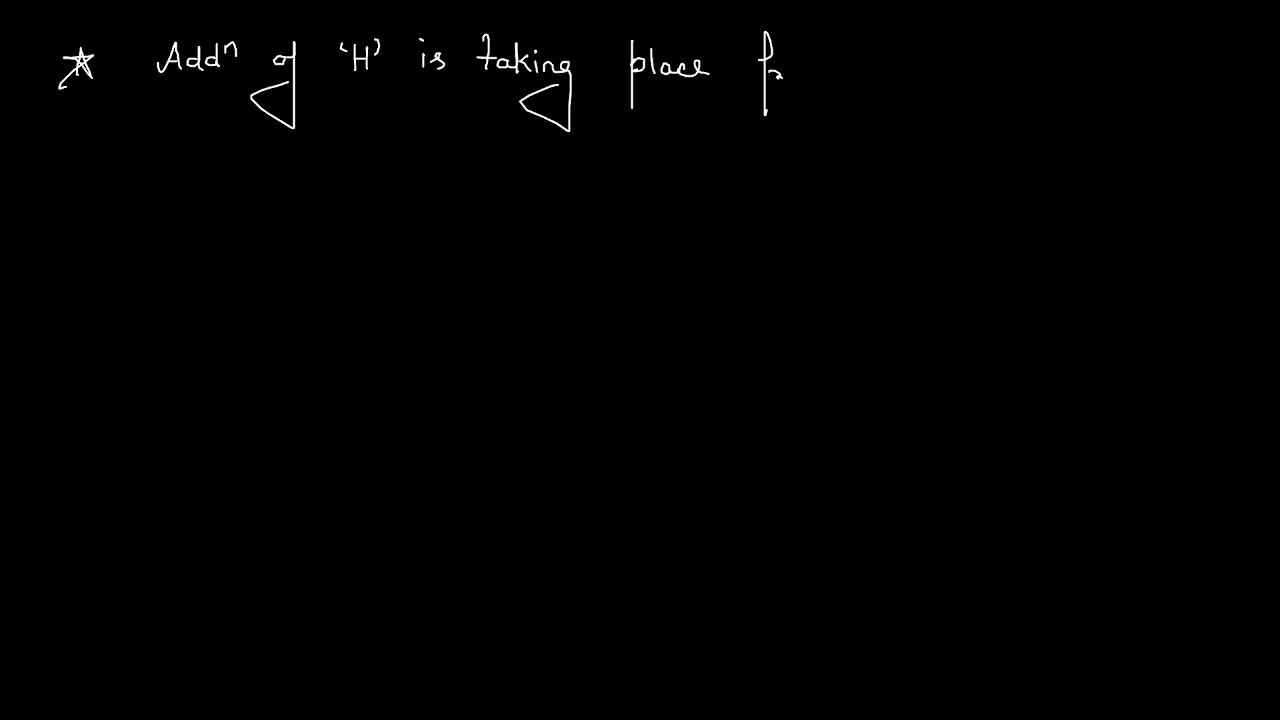 ★ Addⁿ of 'H' is taking place